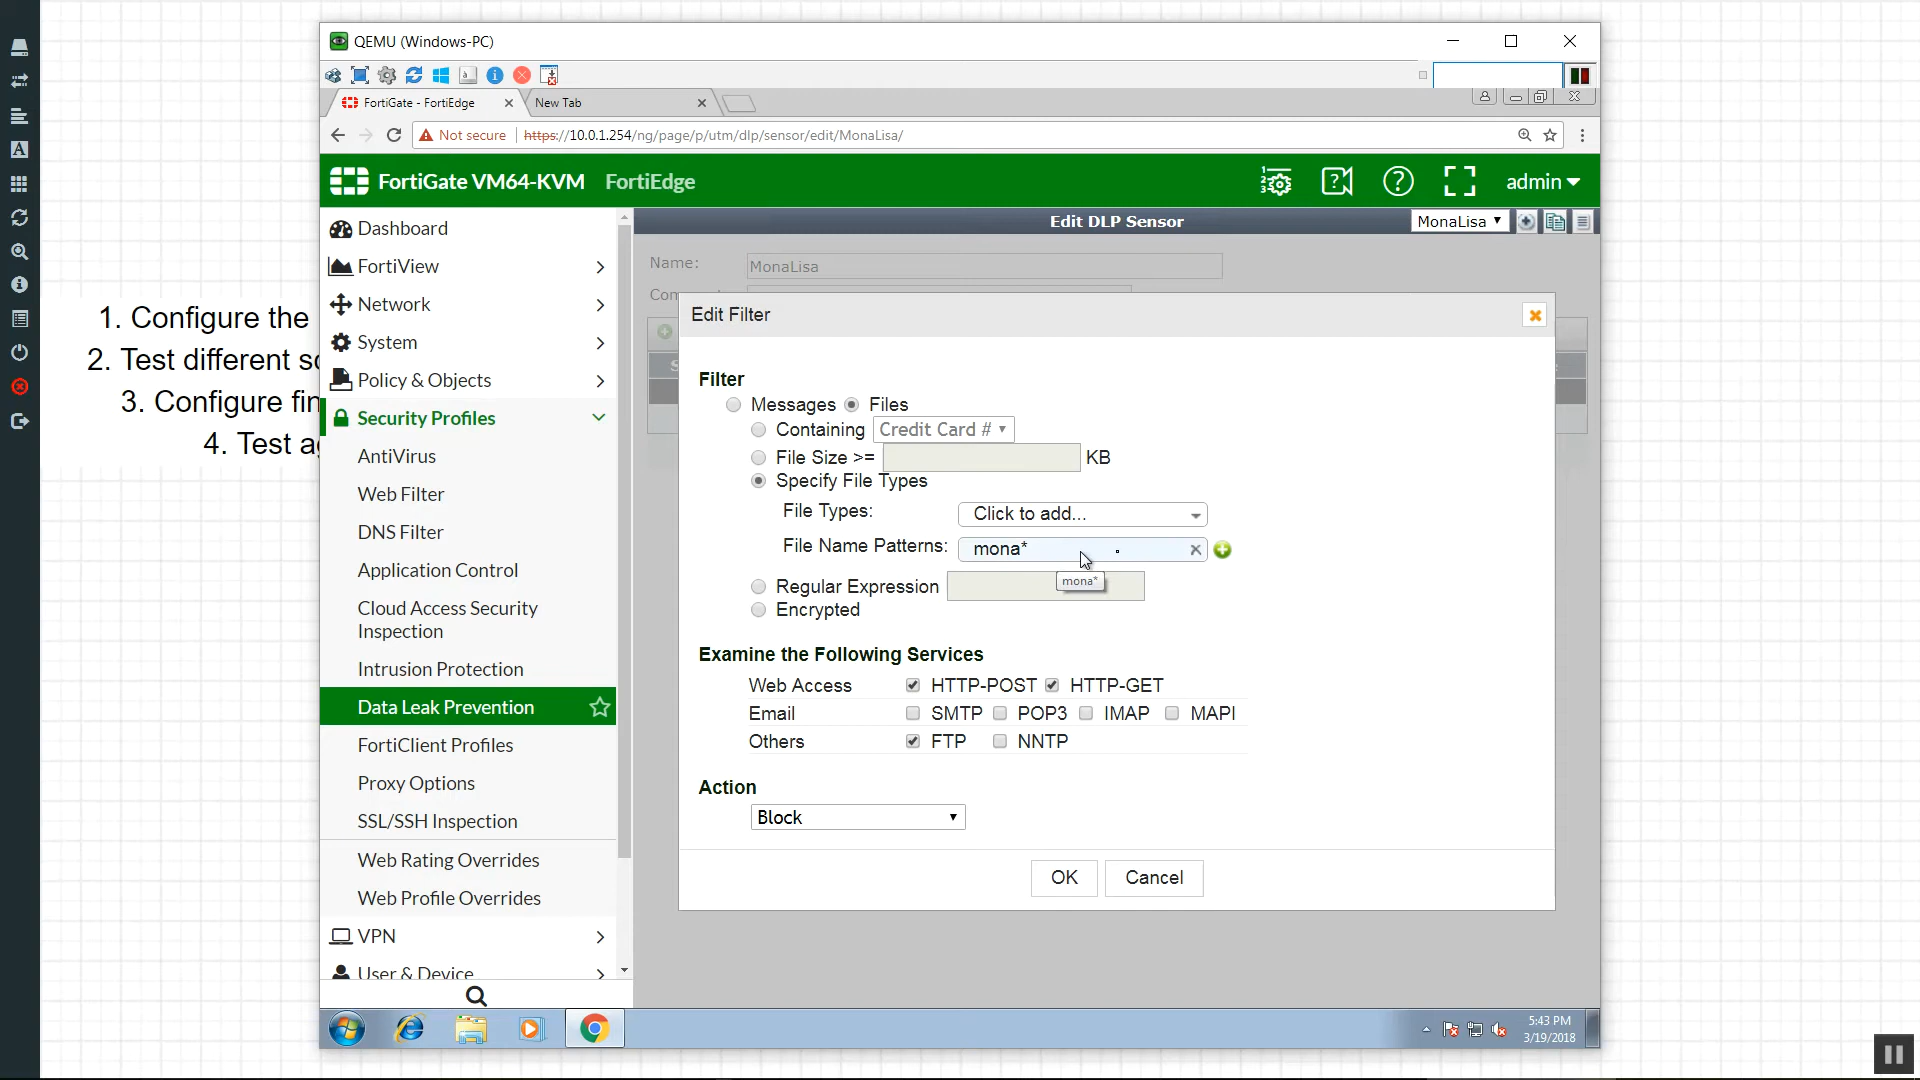 QEMU (Windows-PC)
FortiGate - FortiEdge
New Tab
Not secure
https://10.0.1.254/ng/page/p/utm/dlp/sensor/edit/MonaLisa/
FortiGate VM64-KVM FortiEdge
admin
Dashboard
FortiView
Network
System
Policy & Objects
Security Profiles
AntiVirus
Web Filter
DNS Filter
Application Control
Cloud Access Security
Inspection
Intrusion Protection
Data Leak Prevention
FortiClient Profiles
Proxy Options
SSL/SSH Inspection
Web Rating Overrides
Web Profile Overrides
VPN
User & Device
1. Configure the
2. Test different
3. Configure
4. Test
Edit DLP Sensor
MonaLisa
Name: MonaLisa
Edit Filter
Filter
Messages Files
Containing Credit Card #
File Size >= KB
Specify File Types
File Types: Click to add...
File Name Patterns: mona*
mona*
Regular Expression
Encrypted
Examine the Following Services
Web Access HTTP-POST HTTP-GET
Email SMTP POP3 IMAP MAPI
Others FTP NNTP
Action
Block
OK Cancel
5:43 PM
3/19/2018